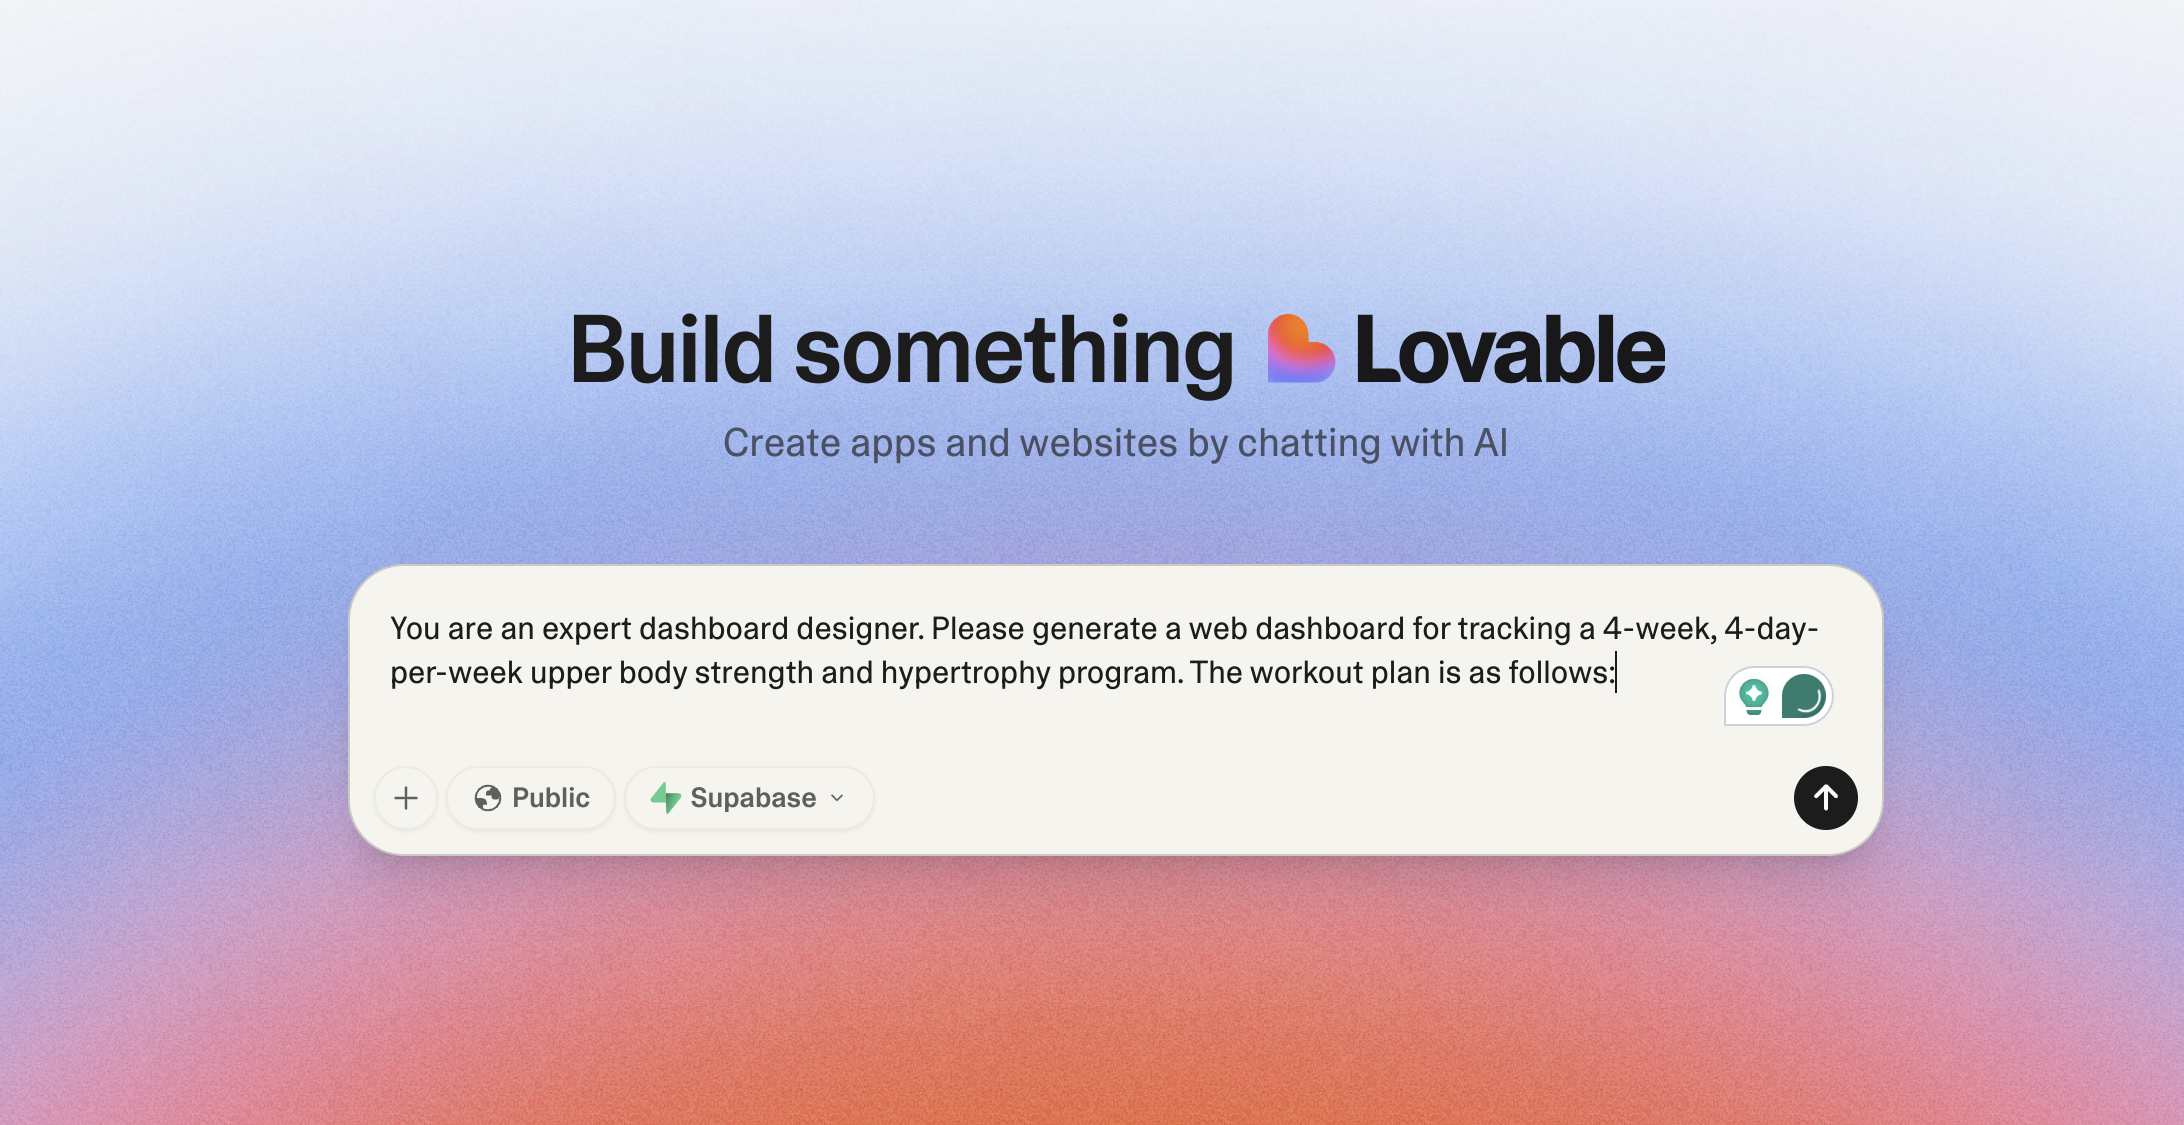 Build something Lovable
Create apps and websites by chatting with AI
You are an expert dashboard designer. Please generate a web dashboard for tracking a 4-week, 4-day-
per-week upper body strength and hypertrophy program. The workout plan is as follows:
Public Supabase